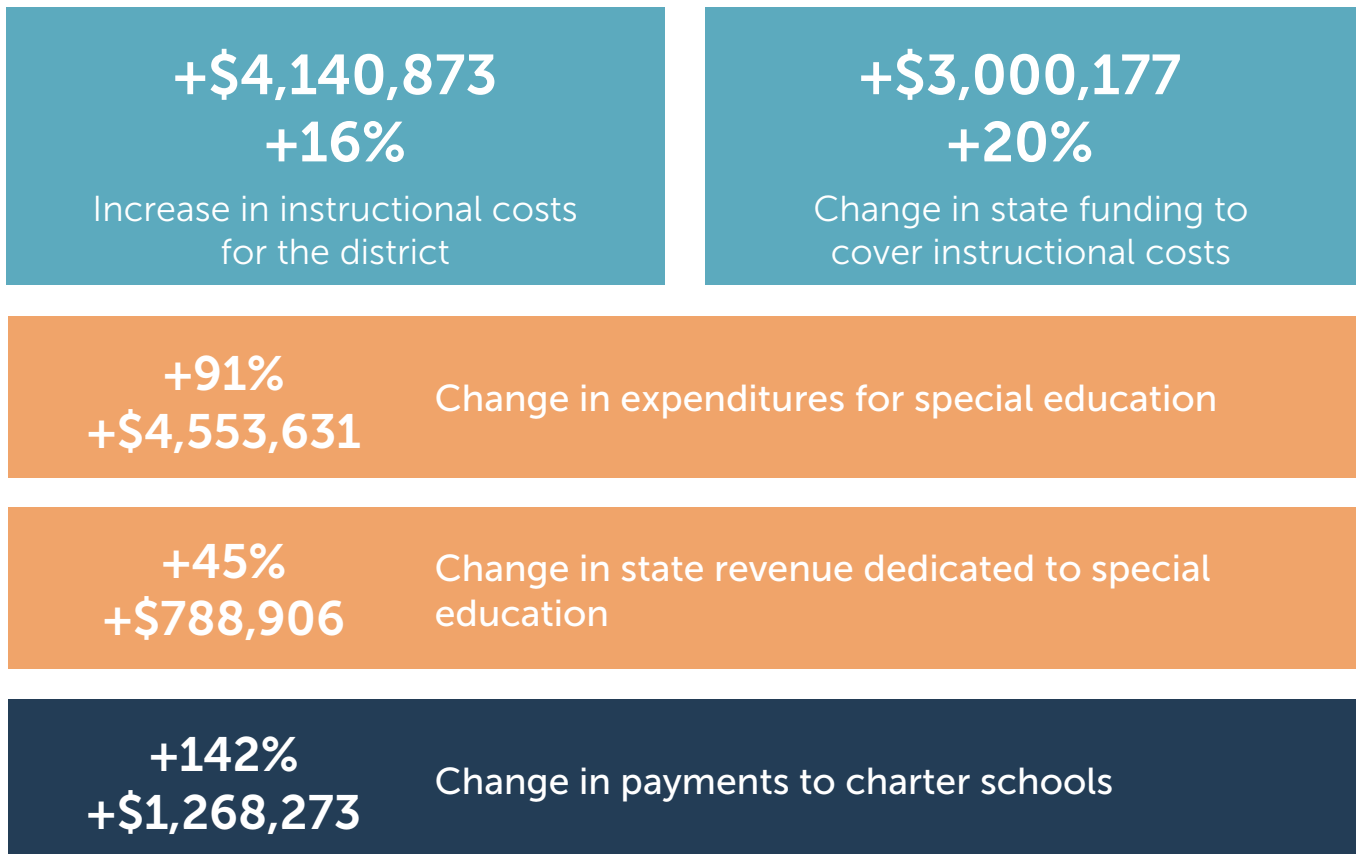 +$4,140,873
+16%
Increase in instructional costs
for the district
+$3,000,177
+20%
Change in state funding to
cover instructional costs
+91%
+$4,553,631
Change in expenditures for special education
+45%
+$788,906
Change in state revenue dedicated to special
education
+142%
+$1,268,273
Change in payments to charter schools